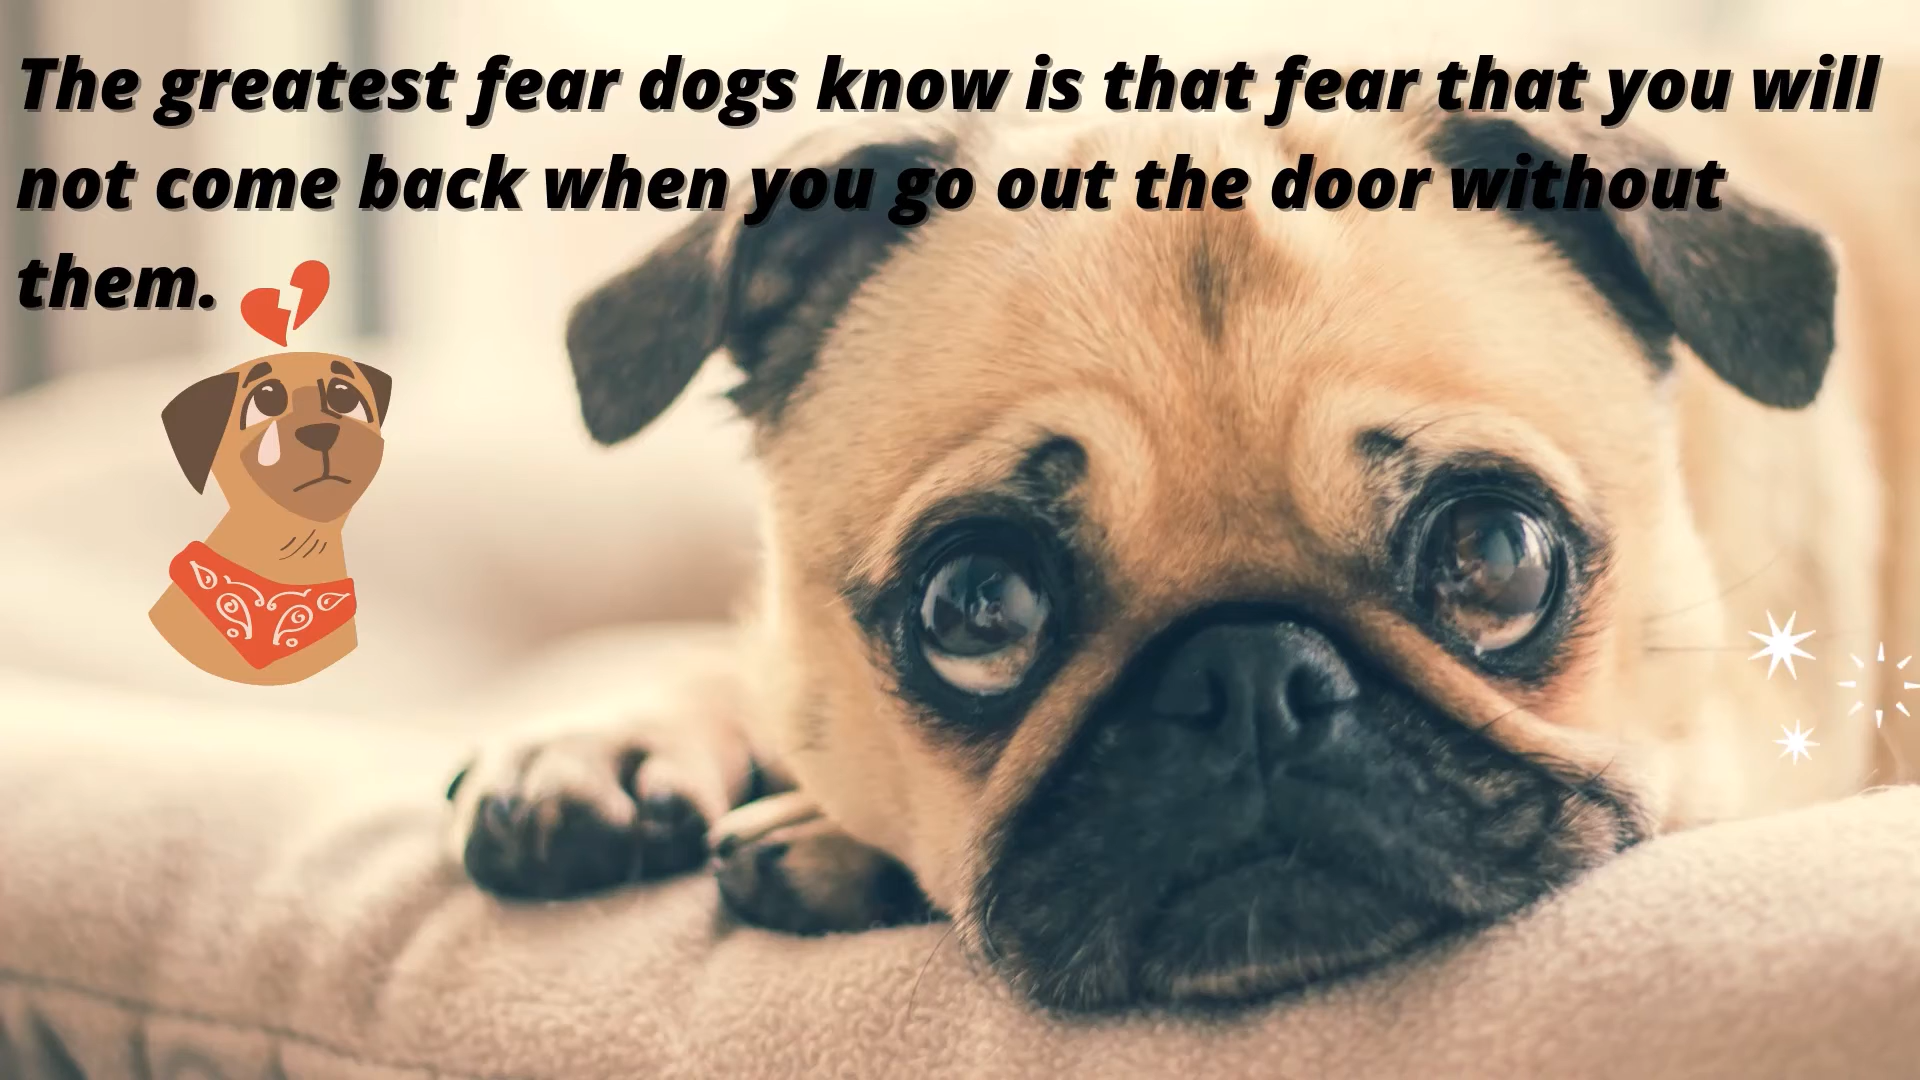 The greatest fear dogs know is that fear that you will
not come back when you go out the door without
them.